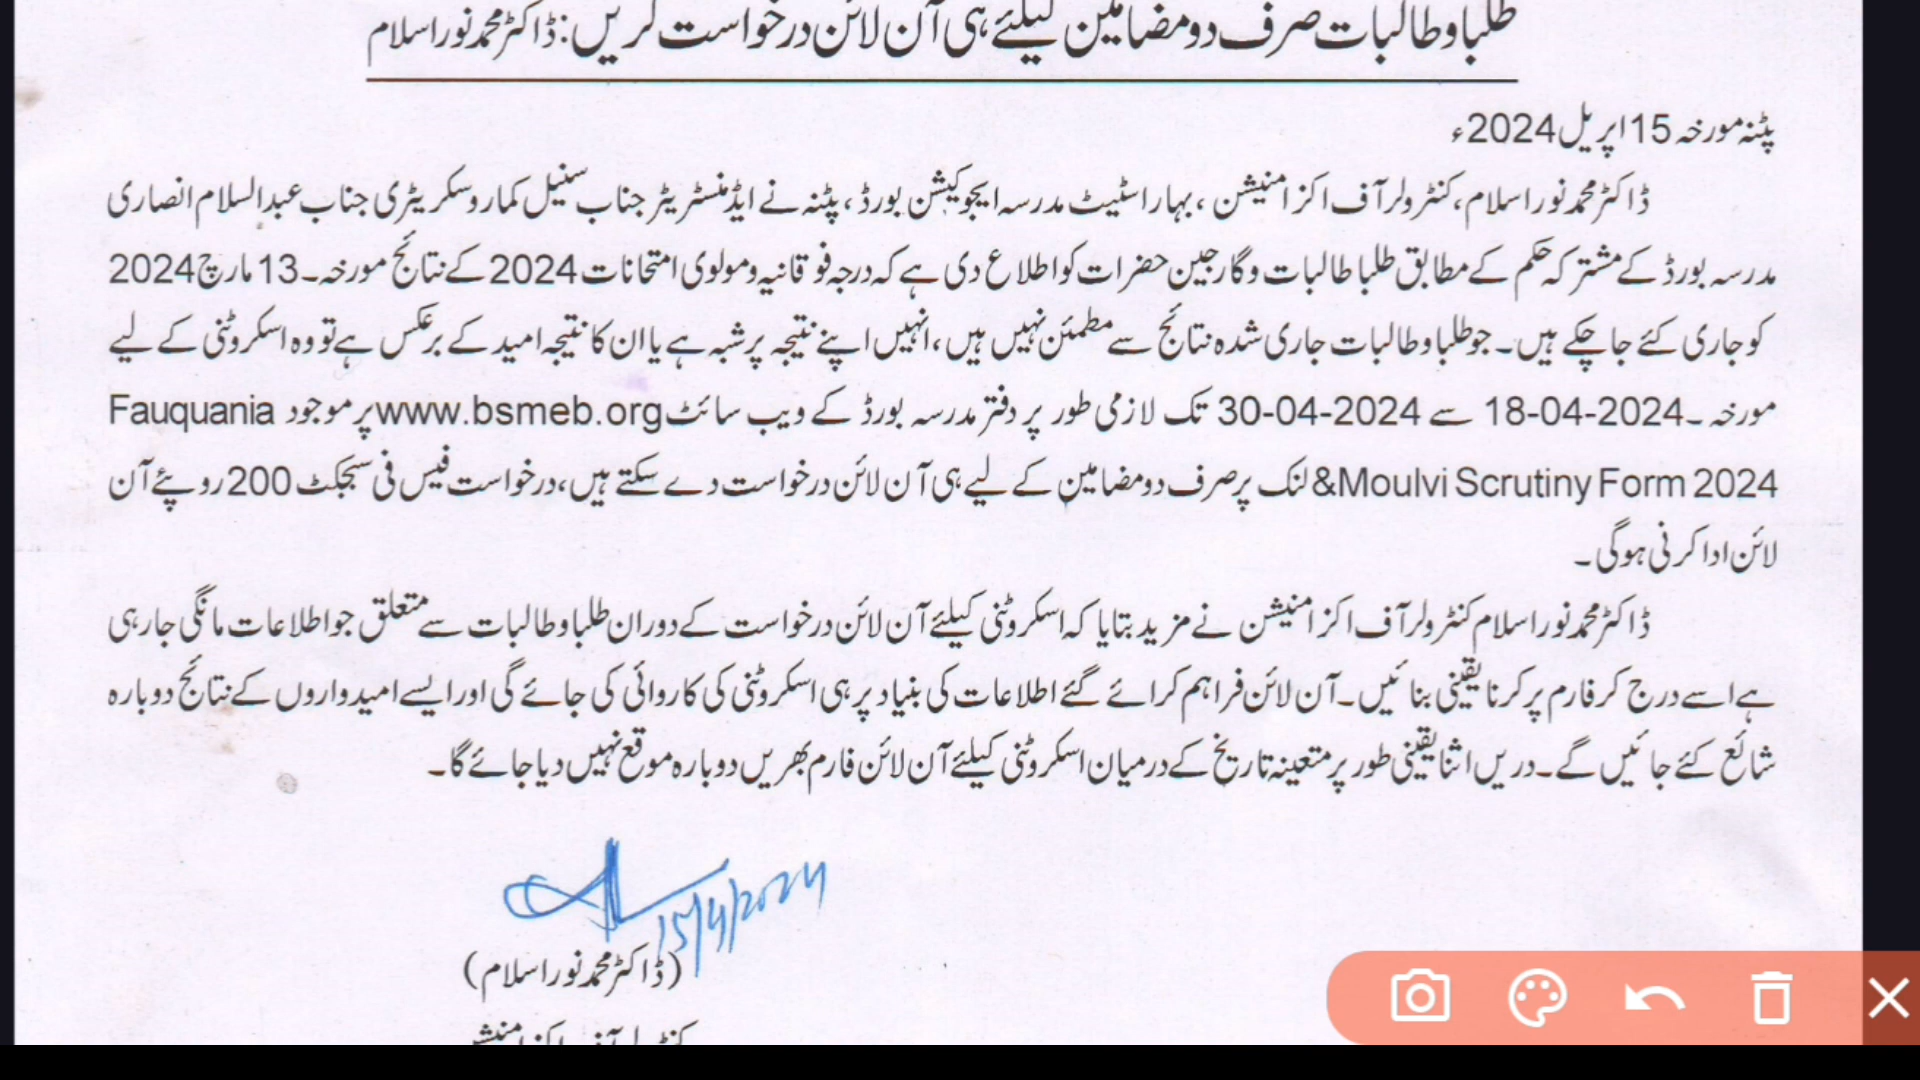 طلبا و طالبات صرف دو مضامین کیلئے ہی آن لائن درخواست کریں: ڈاکٹر محمد نور اسلام
پٹنہ مورخہ 15 اپریل 2024ء
ڈاکٹر محمد نور اسلام، کنٹرولر آف اکزامنیشن، بہار اسٹیٹ مدرسہ ایجوکیشن بورڈ، پٹنہ نے ایڈمنسٹریٹر جناب سنیل کمار و سکریٹری جناب عبدالسلام انصاری
مدرسہ بورڈ کے مشترکہ حکم کے مطابق طلبا طالبات و گارجین حضرات کو اطلاع دی ہے کہ درجہ فوقانیہ و مولوی امتحانات 2024 کے نتائج مورخہ۔13 مارچ 2024
کو جاری کئے جا چکے ہیں۔ جو طلبا و طالبات جاری شدہ نتائج سے مطمئن نہیں ہیں، انہیں اپنے نتیجہ پر شبہ ہے یا ان کا نتیجہ امید کے برعکس ہے تو وہ اسکروٹنی کے لیے
مورخہ۔18-04-2024 سے 30-04-2024 تک لازمی طور پر دفتر مدرسہ بورڈ کے ویب سائٹ www.bsmeb.org پر موجود Fauquania
&Moulvi Scrutiny Form 2024 لنک پر صرف دو مضامین کے لیے ہی آن لائن درخواست دے سکتے ہیں، درخواست فیس فی سبجکٹ 200 روپئے آن
لائن ادا کرنی ہوگی۔
ڈاکٹر محمد نور اسلام کنٹرولر آف اکزامنیشن نے مزید بتایا کہ اسکروٹنی کیلئے آن لائن درخواست کے دوران طلبا و طالبات سے متعلق جو اطلاعات مانگی جارہی
ہے اسے درج کر فارم پر کرنا یقینی بنائیں۔ آن لائن فراہم کرائے گئے اطلاعات کی بنیاد پر ہی اسکروٹنی کی کاروائی کی جائے گی اور ایسے امیدواروں کے نتائج دوبارہ
شائع کئے جائیں گے۔ دریں اثنا یقینی طور پر متعینہ تاریخ کے درمیان اسکروٹنی کیلئے آن لائن فارم بھریں دوبارہ موقع نہیں دیا جائے گا۔
15/4/2024
(ڈاکٹر محمد نور اسلام)
کنٹرولر آف اکزامنیشن